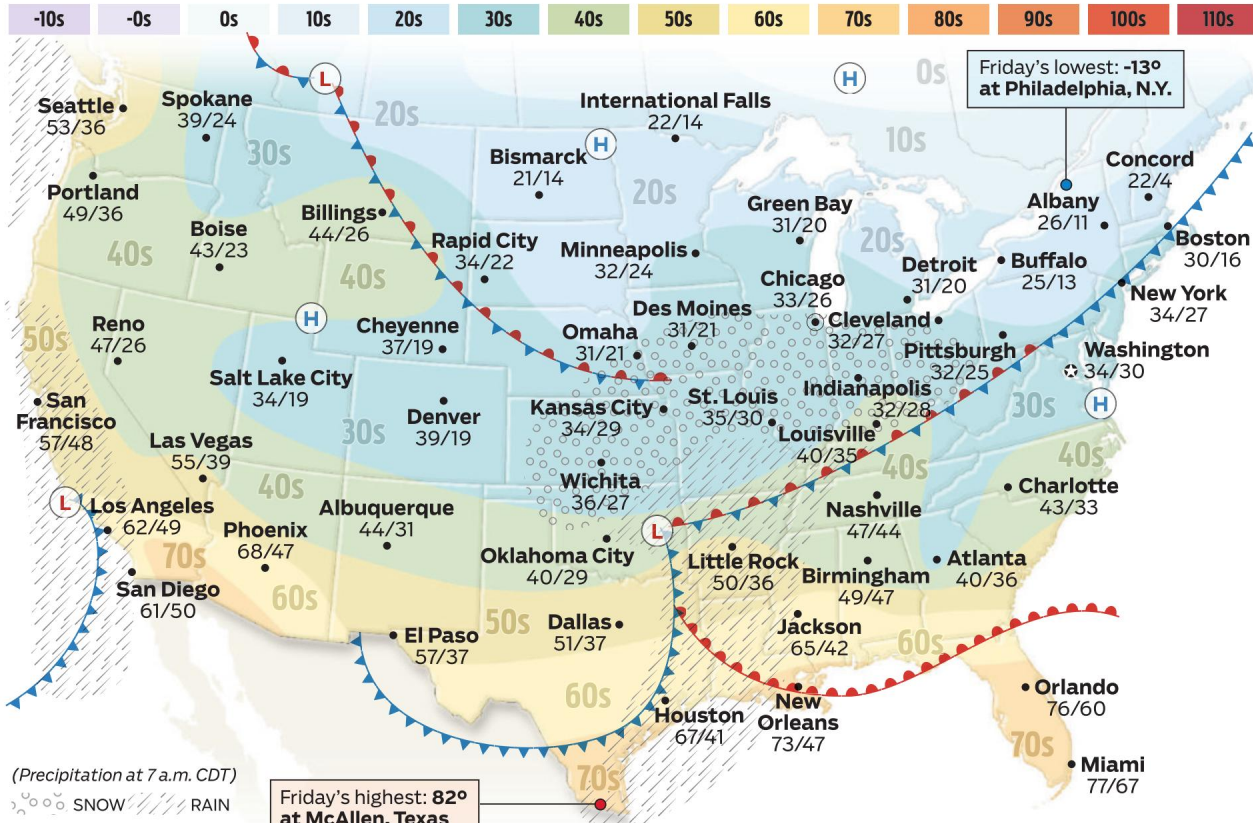 -10s -0s 0s 10s 20s 30s 40s 50s 60s 70s 80s 90s 100s 110s
L
H
0s
Friday's lowest: -13º
at Philadelphia, N.Y.
Seattle
53/36
Spokane
39/24
20s
International Falls
22/14
10s
30s
Bismarck
21/14
H
20s
Concord
22/4
Portland
49/36
Billings
44/26
Green Bay
31/20
Albany
26/11
Boise
43/23
Rapid City
34/22
Minneapolis
32/24
20s
Boston
30/16
40s
40s
Chicago
33/26
Detroit
31/20
Buffalo
25/13
New York
34/27
50s
Reno
47/26
H
Cheyenne
37/19
Omaha
31/21
Des Moines
31/21
Cleveland
32/27
Pittsburgh
32/25
Washington
34/30
Salt Lake City
34/19
Indianapolis
32/28
San
Francisco
57/48
Denver
39/19
30s
Kansas City
34/29
St. Louis
35/30
Louisville
40/35
30s
H
Las Vegas
55/39
40s
40s
40s
Wichita
36/27
L
Los Angeles
62/49
Albuquerque
44/31
Nashville
47/44
Charlotte
43/33
Phoenix
68/47
70s
L
Oklahoma City
40/29
Little Rock
50/36
Birmingham
49/47
Atlanta
40/36
San Diego
61/50
60s
50s
Dallas
51/37
Jackson
65/42
60s
El Paso
57/37
60s
Houston
67/41
New
Orleans
73/47
Orlando
76/60
70s
70s
Miami
77/67
(Precipitation at 7 a.m. CDT)
SNOW RAIN
Friday's highest: 82º
at McAllen, Texas